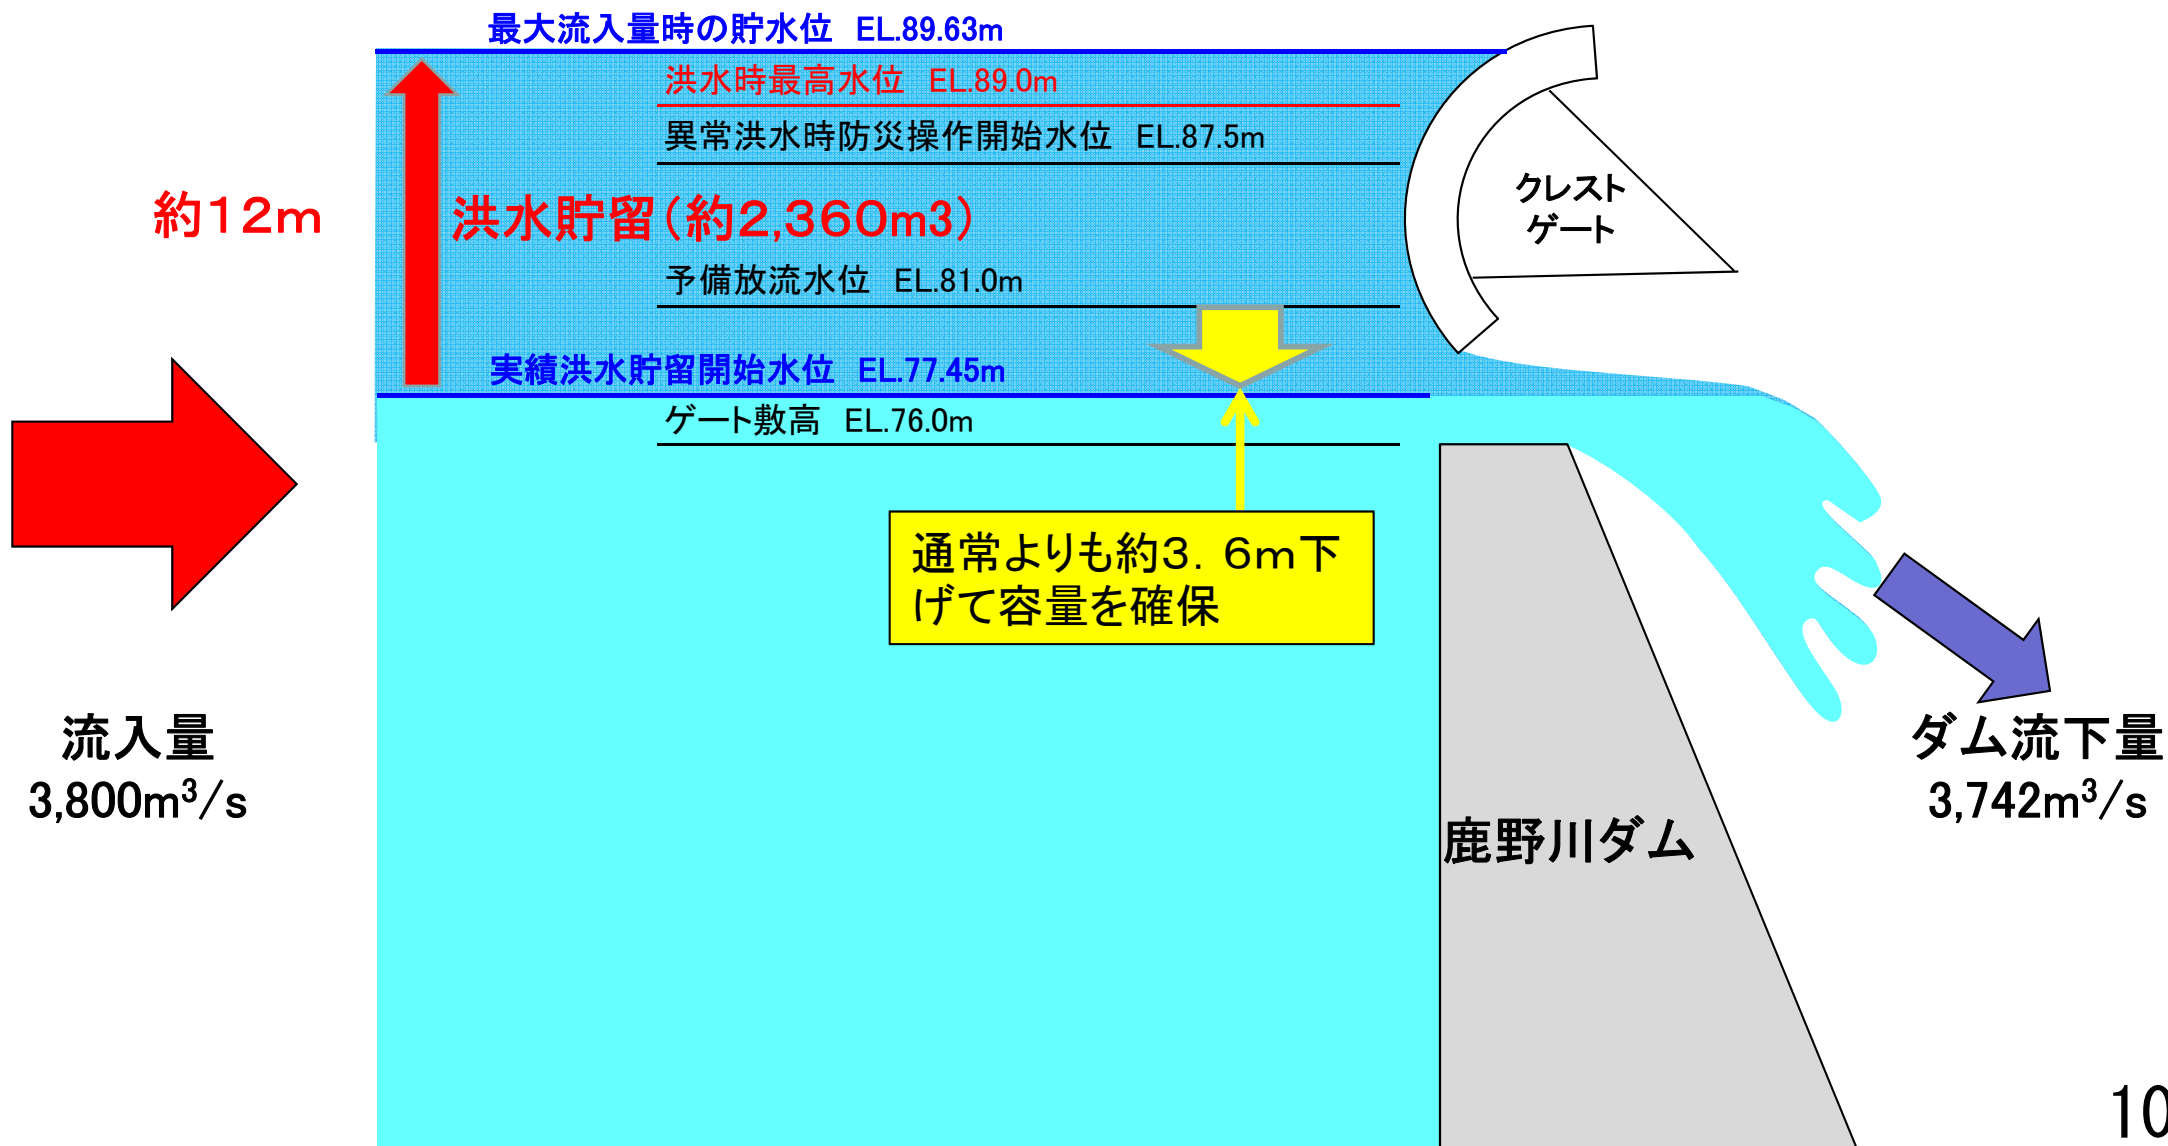 最大流入量時の貯水位　EL.89.63m
洪水時最高水位　EL.89.0m
異常洪水時防災操作開始水位　EL.87.5m
約12m
洪水貯留(約2,360m3)
クレスト
ゲート
予備放流水位　EL.81.0m
実績洪水貯留開始水位　EL.77.45m
ゲート敷高　EL.76.0m
通常よりも約3．6m下
げて容量を確保
流入量
3,800m³/s
ダム流下量
3,742m³/s
鹿野川ダム
10